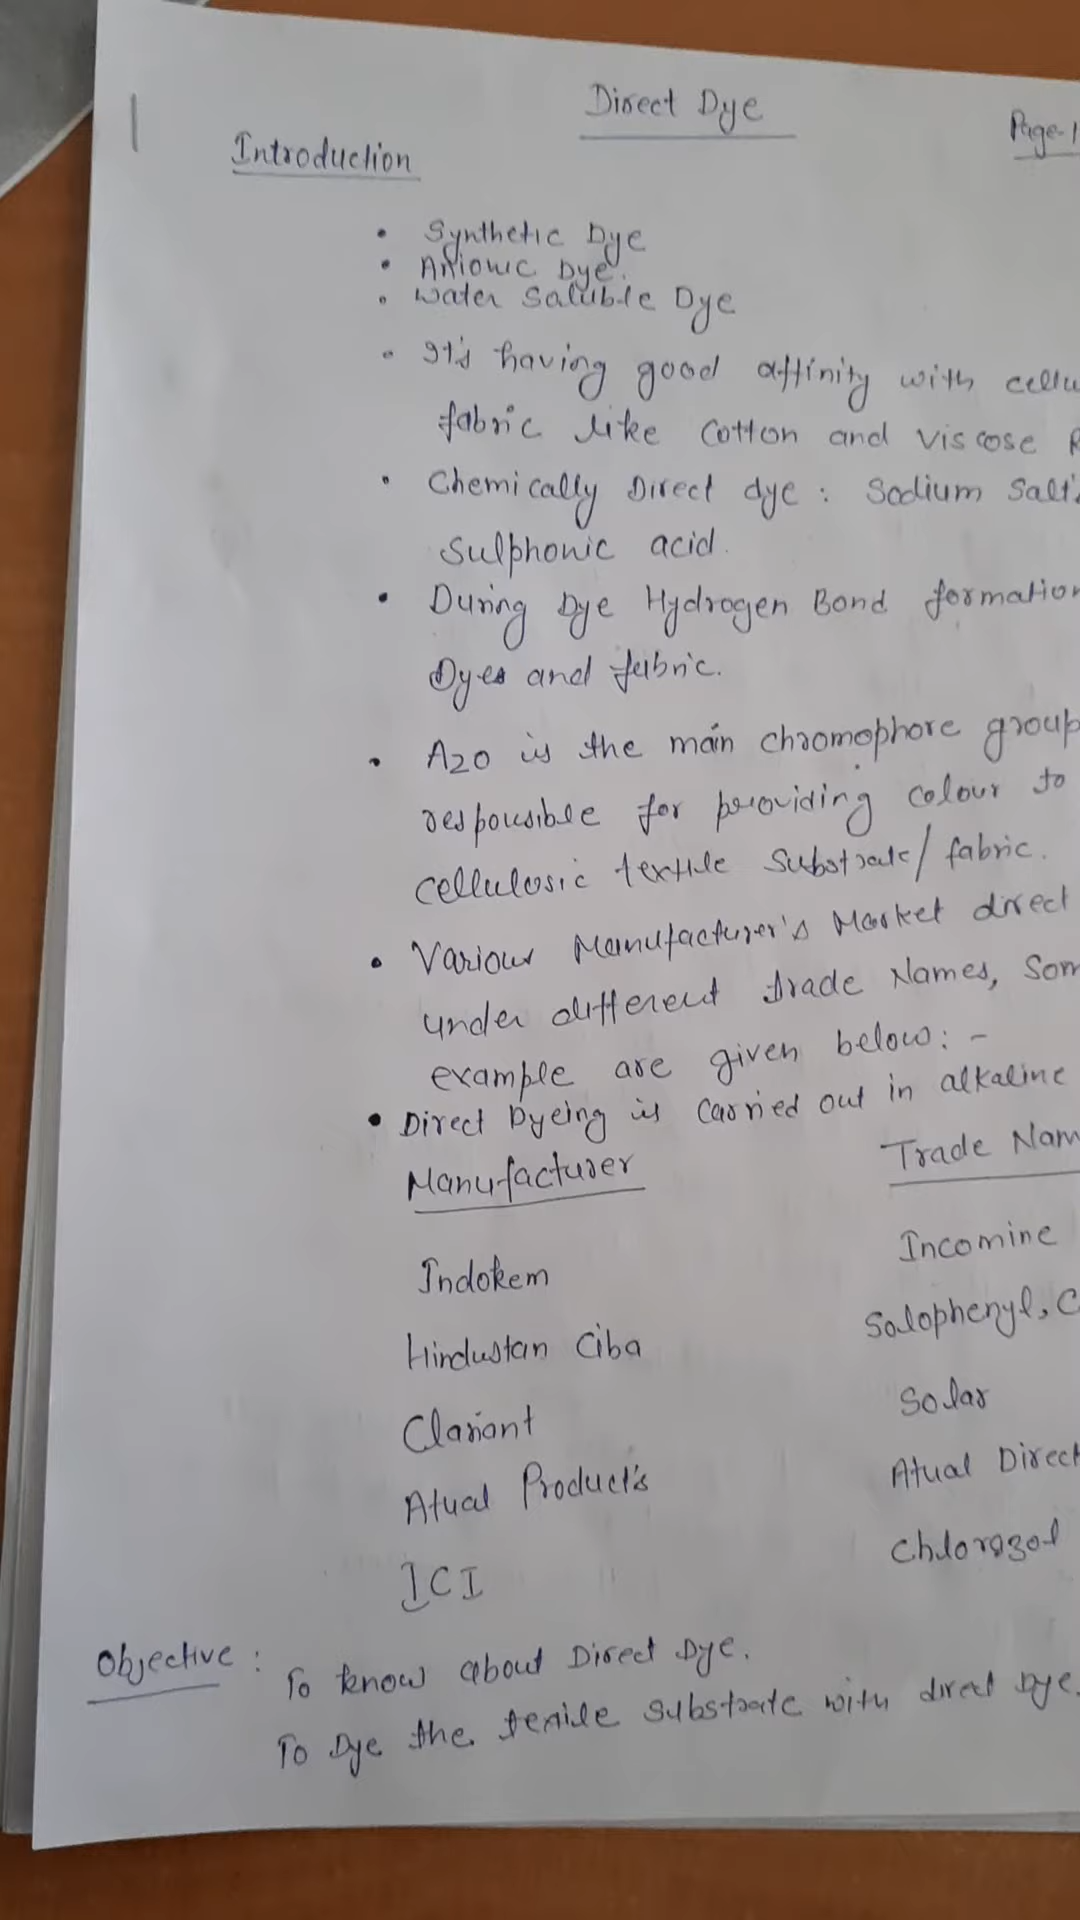 Direct Dye
Page-1
Introduction
• Synthetic Dye
• Anionic Dye.
• Water Saluble Dye
• It's having good affinity with cellu
fabric like Cotton and Viscose R
• Chemically Direct dye : Sodium Salt's
Sulphonic acid.
• During Dye Hydrogen Bond formation
Dyes and fabric.
• Azo is the main chromophore group
responsible for providing colour to
cellulosic textile Substrate/fabric.
• Various Manufacturer's Market direct
under different trade Names, Som
example are given below: -
• Direct Dyeing is carried out in alkaline
Manufacturer Trade Nam
Indokem Incomine
Hindustan Ciba Solophenyl, C
Clariant Solar
Atual Product's Atual Direct
ICI Chlorazol
Objective : To know about Direct Dye.
To Dye the textile Substrate with direct Dye.